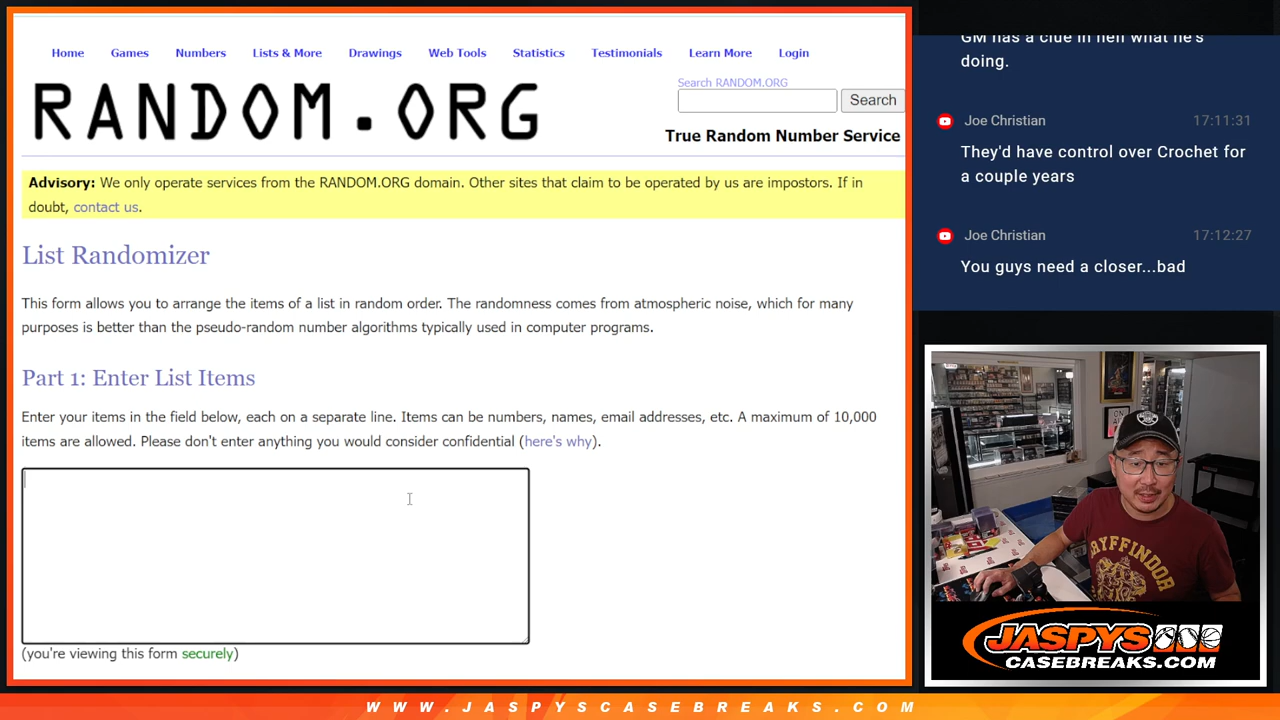 Home Games Numbers Lists & More Drawings Web Tools Statistics Testimonials Learn More Login
RANDOM.ORG
Search RANDOM.ORG
Search
True Random Number Service
Advisory: We only operate services from the RANDOM.ORG domain. Other sites that claim to be operated by us are impostors. If in
doubt, contact us.
List Randomizer
This form allows you to arrange the items of a list in random order. The randomness comes from atmospheric noise, which for many
purposes is better than the pseudo-random number algorithms typically used in computer programs.
Part 1: Enter List Items
Enter your items in the field below, each on a separate line. Items can be numbers, names, email addresses, etc. A maximum of 10,000
items are allowed. Please don't enter anything you would consider confidential (here's why).
(you're viewing this form securely)
GM has a clue in hell what he's
doing.
Joe Christian 17:11:31
They'd have control over Crochet for
a couple years
Joe Christian 17:12:27
You guys need a closer...bad
GRYFFINDOR
JASPYS
CASEBREAKS.COM
WWW.JASPYSCASEBREAKS.COM